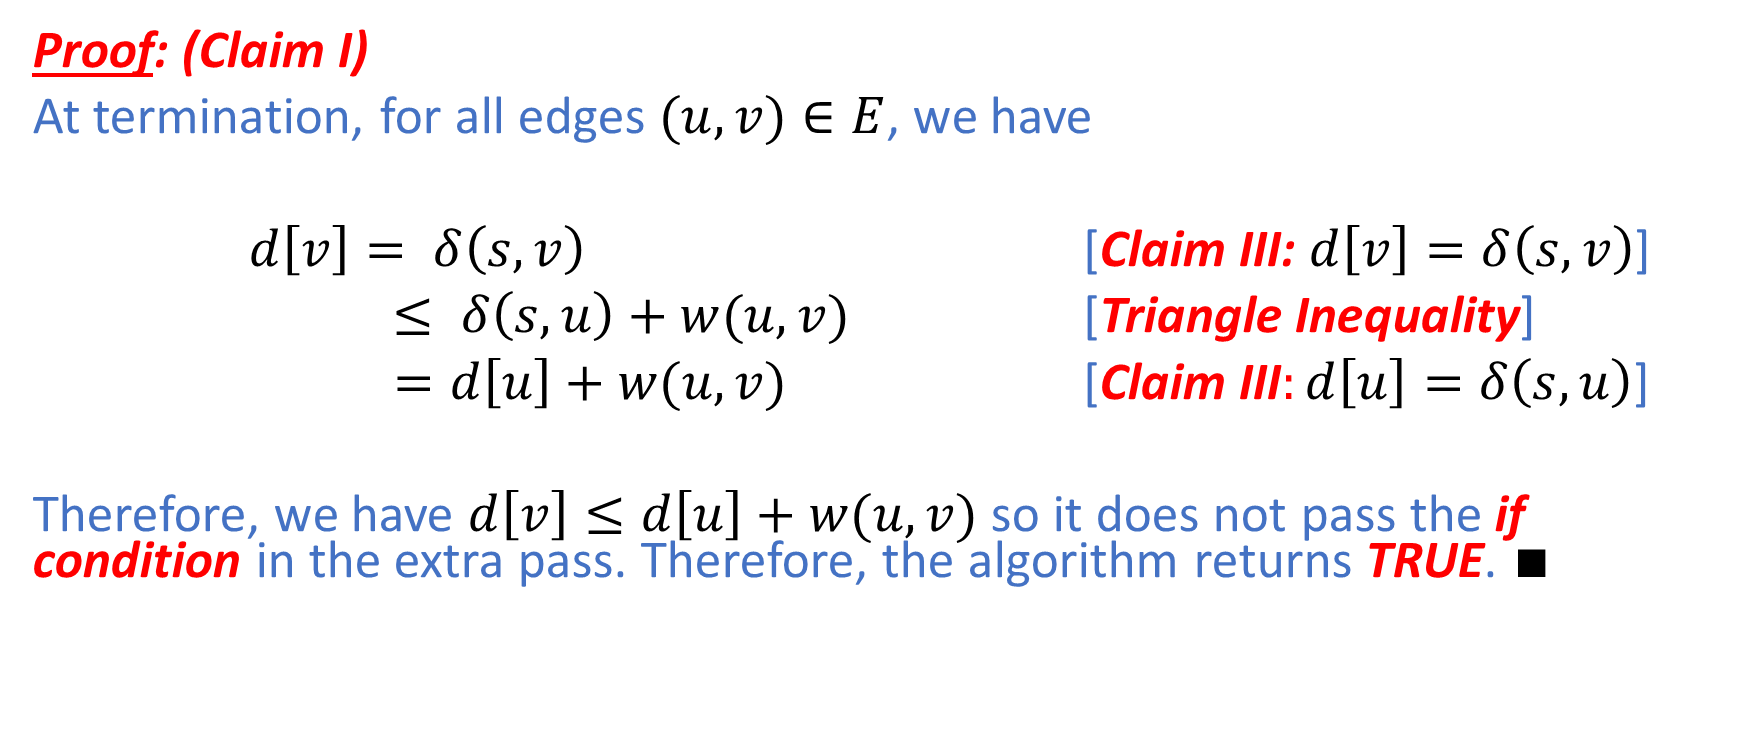 Proof: (Claim I)
At termination, for all edges (u, v) ∈ E, we have
d[v] = δ(s, v) [Claim III: d[v] = δ(s, v)]
≤ δ(s, u) + w(u, v) [Triangle Inequality]
= d[u] + w(u, v) [Claim III: d[u] = δ(s, u)]
Therefore, we have d[v] ≤ d[u] + w(u, v) so it does not pass the if
condition in the extra pass. Therefore, the algorithm returns TRUE. ■